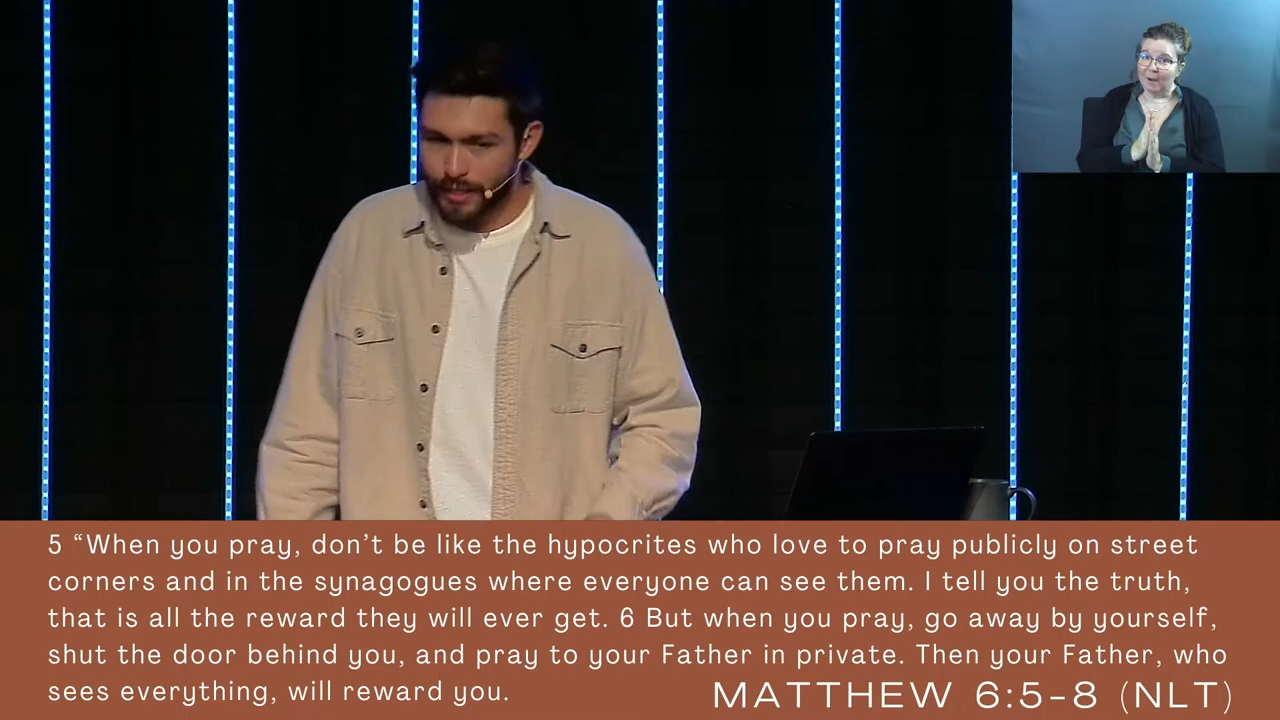 5 “When you pray, don’t be like the hypocrites who love to pray publicly on street
corners and in the synagogues where everyone can see them. I tell you the truth,
that is all the reward they will ever get. 6 But when you pray, go away by yourself,
shut the door behind you, and pray to your Father in private. Then your Father, who
sees everything, will reward you.
MATTHEW 6:5-8 (NLT)